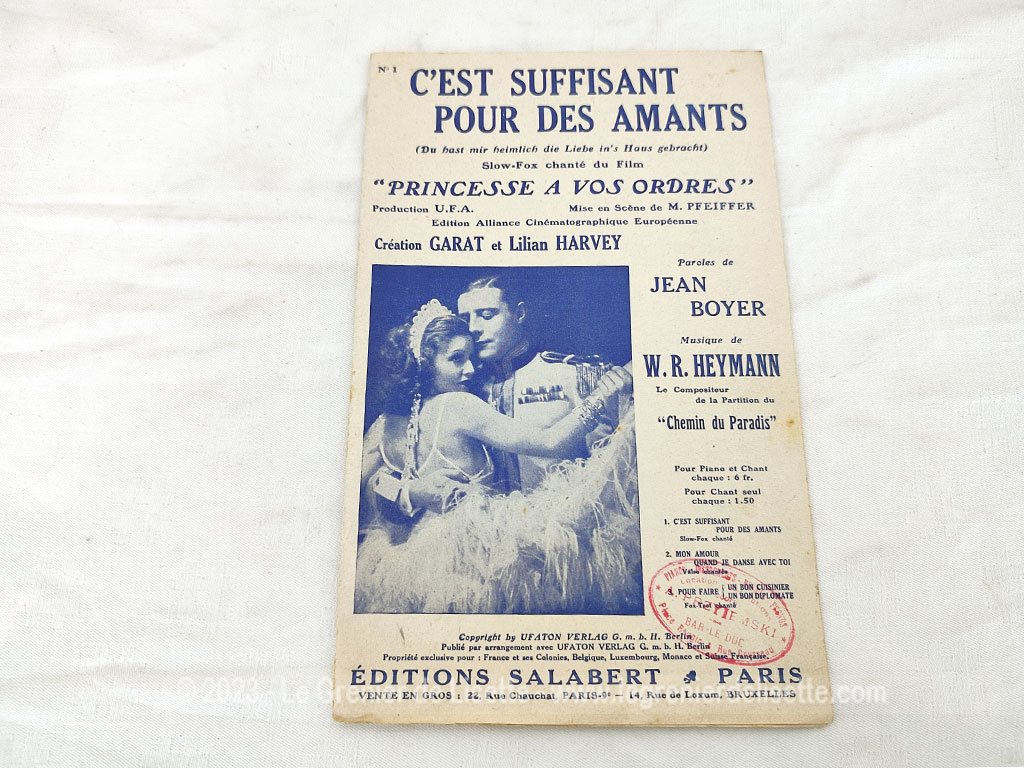 Nº 1
C'EST SUFFISANT
POUR DES AMANTS
(Du hast mir heimlich die Liebe in's Haus gebracht)
Slow-Fox chanté du Film
"PRINCESSE A VOS ORDRES"
Production U.F.A. Mise en Scène de M. PFEIFFER
Edition Alliance Cinématographique Européenne
Création GARAT et Lilian HARVEY
Paroles de
JEAN
BOYER
Musique de
W. R. HEYMANN
Le Compositeur
de la Partition du
"Chemin du Paradis"
Pour Piano et Chant
chaque : 6 fr.
Pour Chant seul
chaque : 1.50
1. C'EST SUFFISANT
POUR DES AMANTS
Slow-Fox chanté
2. MON AMOUR
QUAND JE DANSE AVEC TOI
Valse chantée
3. POUR FAIRE { UN BON CUISINIER
UN BON DIPLOMATE
Fox-Trot chanté
BAR-LE-DUC
Copyright by UFATON VERLAG G. m. b. H. Berlin
Publié par arrangement avec UFATON VERLAG G. m. b. H. Berlin
Propriété exclusive pour : France et ses Colonies, Belgique, Luxembourg, Monaco et Suisse Française.
ÉDITIONS SALABERT PARIS
VENTE EN GROS : 22, Rue Chauchat, PARIS-9e — 14, Rue de Loxum, BRUXELLES